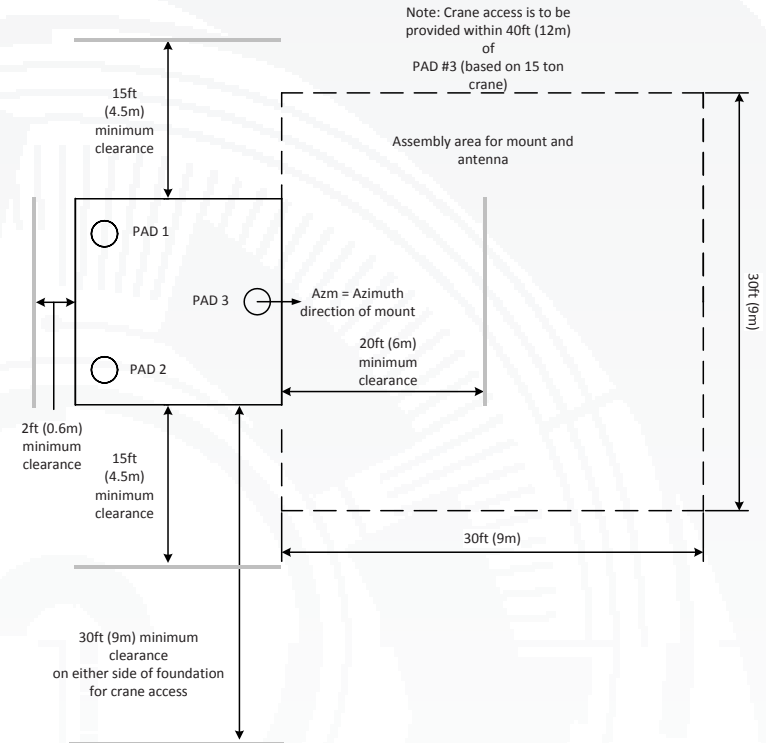 Note: Crane access is to be
provided within 40ft (12m)
of
PAD #3 (based on 15 ton
crane)
15ft
(4.5m)
minimum
clearance
Assembly area for mount and
antenna
PAD 1
PAD 3
Azm = Azimuth
direction of mount
30ft (9m)
20ft (6m)
minimum
clearance
PAD 2
2ft (0.6m)
minimum
clearance
15ft
(4.5m)
minimum
clearance
30ft (9m)
30ft (9m) minimum
clearance
on either side of foundation
for crane access